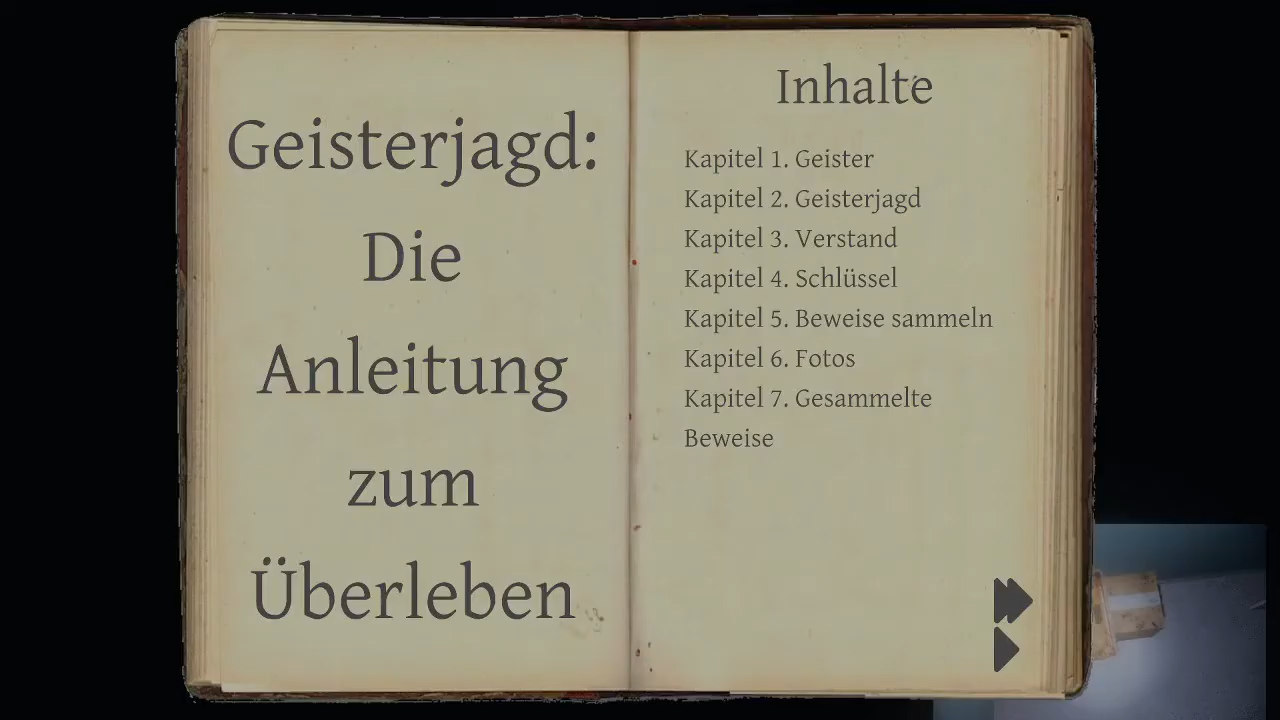 Geisterjagd:
Die
Anleitung
zum
Überleben
Inhalte
Kapitel 1. Geister
Kapitel 2. Geisterjagd
Kapitel 3. Verstand
Kapitel 4. Schlüssel
Kapitel 5. Beweise sammeln
Kapitel 6. Fotos
Kapitel 7. Gesammelte
Beweise